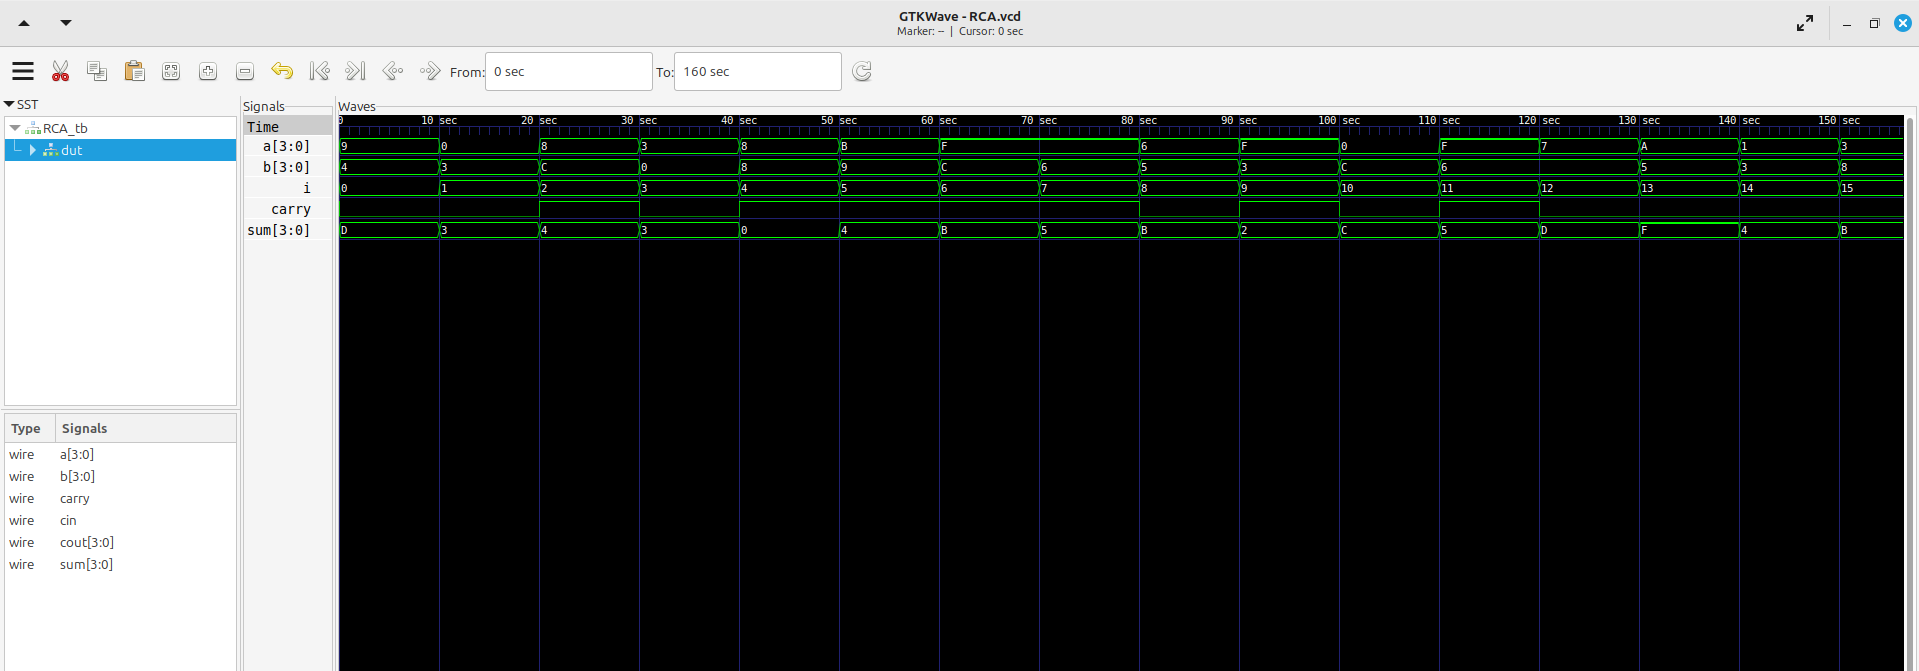 GTKWave - RCA.vcd
Marker: -- | Cursor: 0 sec
From: 0 sec To: 160 sec
SST
RCA_tb
dut
Type Signals
wire a[3:0]
wire b[3:0]
wire carry
wire cin
wire cout[3:0]
wire sum[3:0]
Signals
Time
a[3:0]
b[3:0]
i
carry
sum[3:0]
Waves
0 10 sec 20 sec 30 sec 40 sec 50 sec 60 sec 70 sec 80 sec 90 sec 100 sec 110 sec 120 sec 130 sec 140 sec 150 sec
9 0 8 3 8 B F 6 F 0 F 7 A 1 3
4 3 C 0 8 9 C 6 5 3 C 6 5 3 8
0 1 2 3 4 5 6 7 8 9 10 11 12 13 14 15
D 3 4 3 0 4 B 5 B 2 C 5 D F 4 B